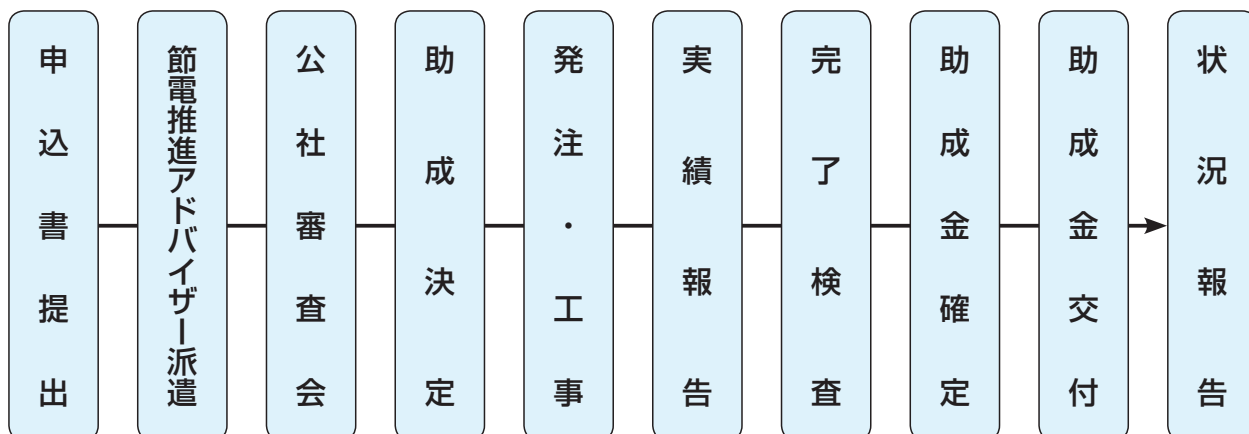 申込書提出
節電推進アドバイザー派遣
公社審査会
助成決定
発注・工事
実績報告
完了検査
助成金確定
助成金交付
状況報告